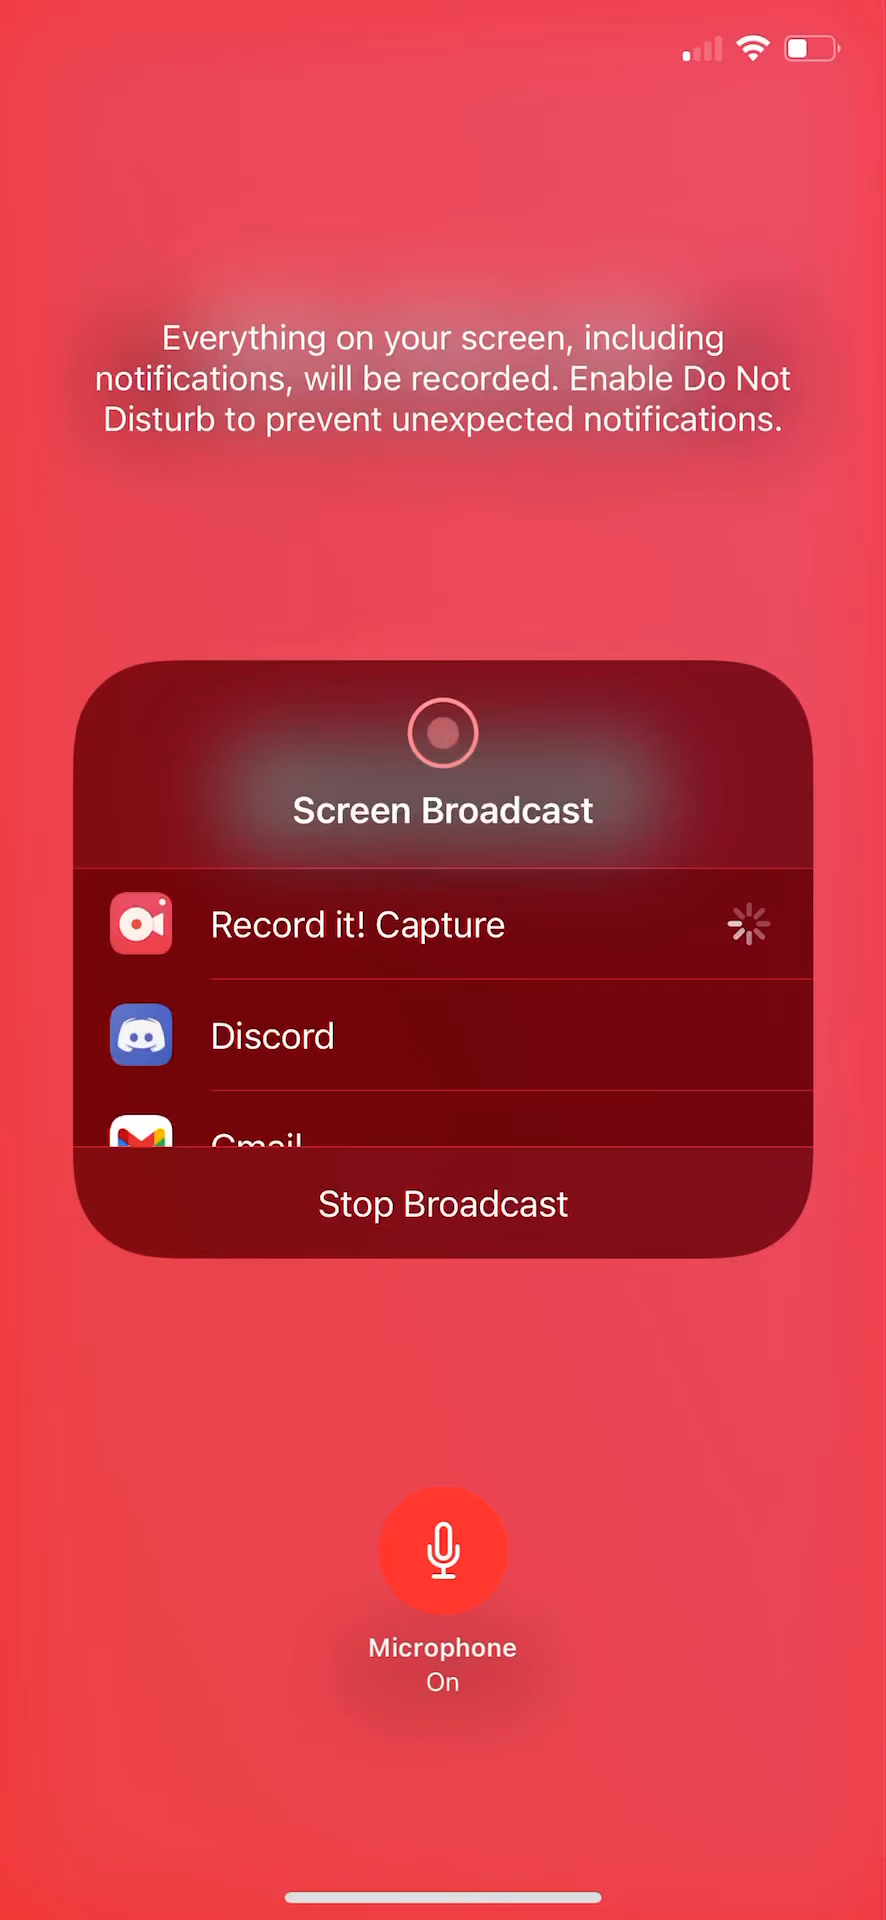 Everything on your screen, including
notifications, will be recorded. Enable Do Not
Disturb to prevent unexpected notifications.
Screen Broadcast
Record it! Capture
Discord
Gmail
Stop Broadcast
Microphone
On